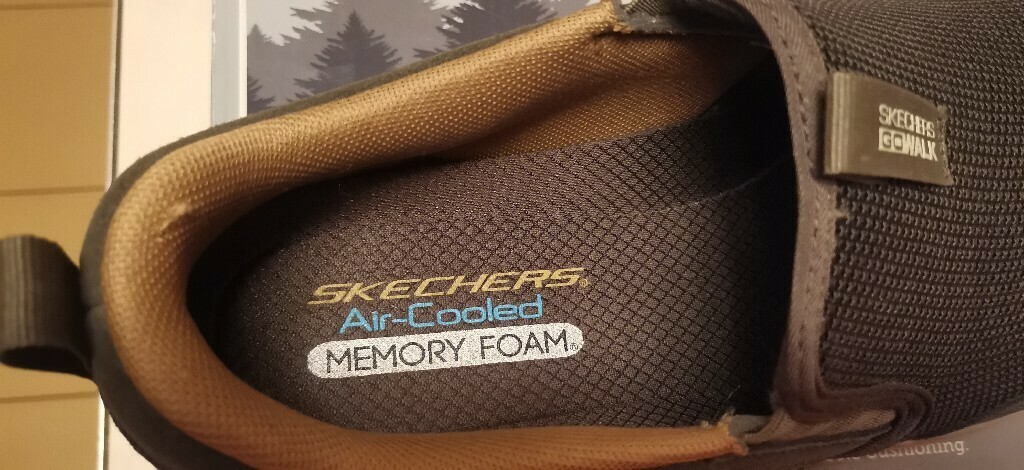 SKECHERS
GOWALK
SKECHERS®
Air-Cooled
MEMORY FOAM®
cushioning.